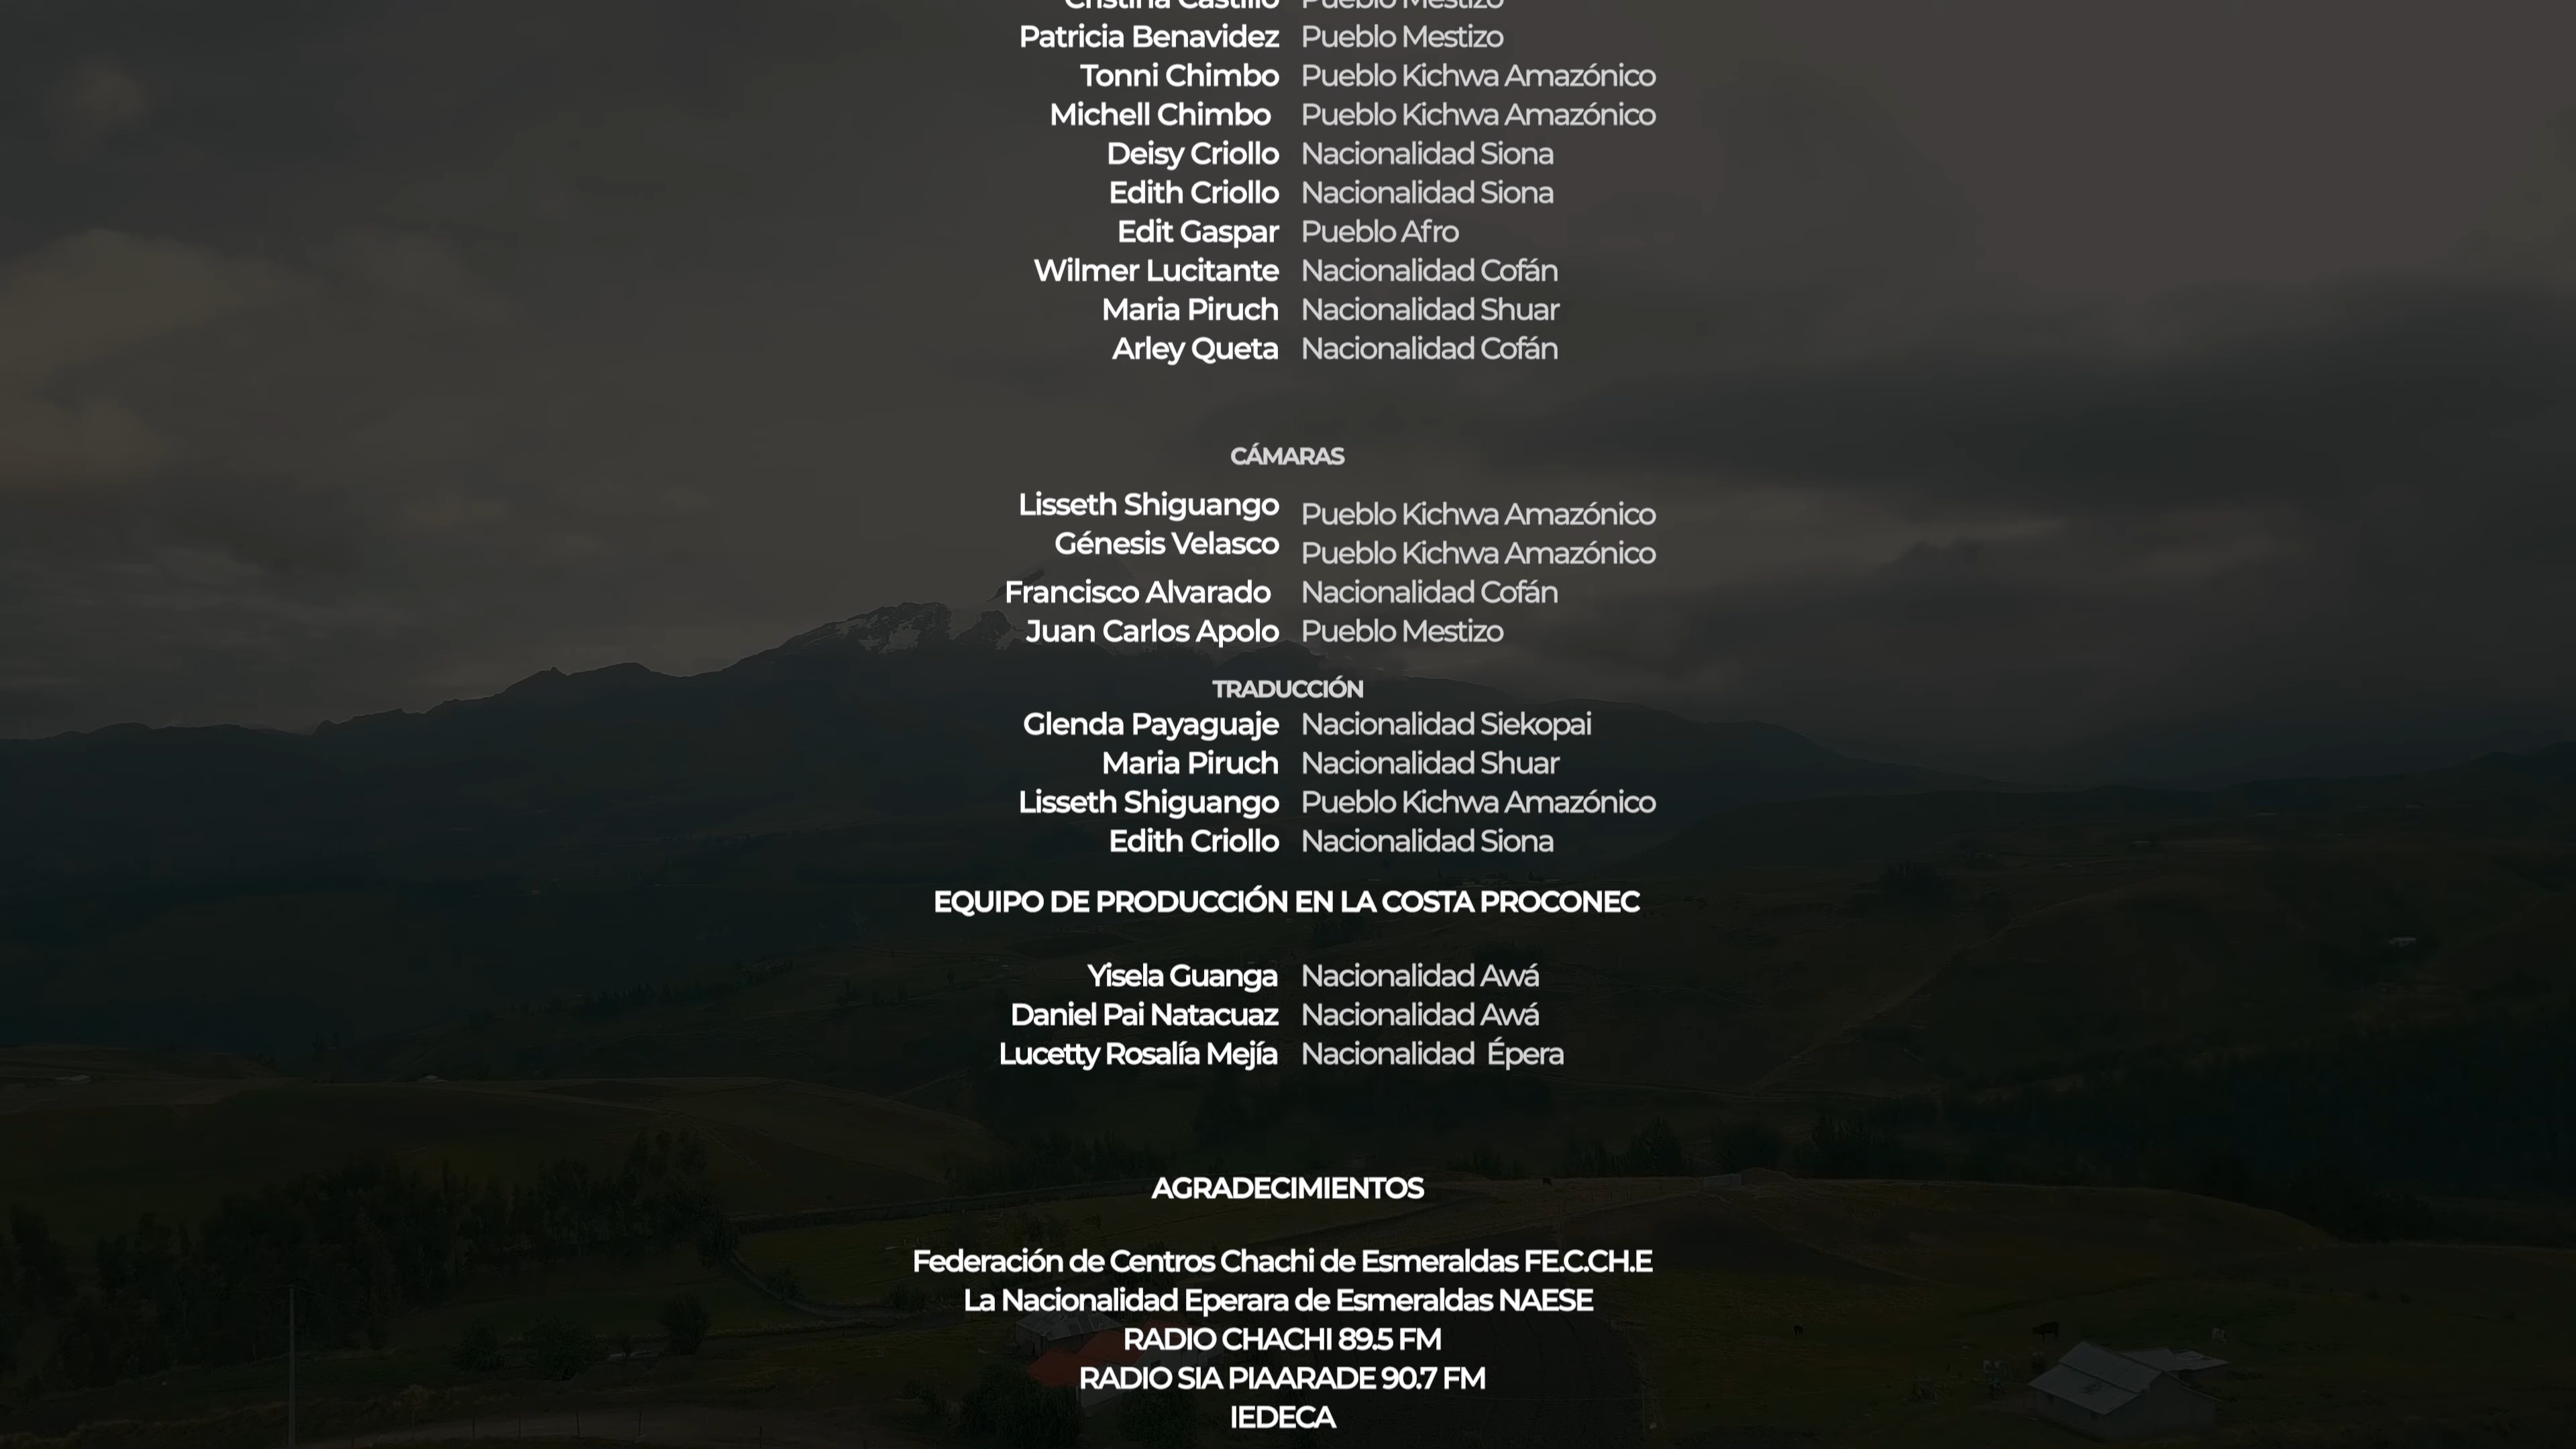 Cristina Castillo Pueblo Mestizo
Patricia Benavidez Pueblo Mestizo
Tonni Chimbo Pueblo Kichwa Amazónico
Michell Chimbo Pueblo Kichwa Amazónico
Deisy Criollo Nacionalidad Siona
Edith Criollo Nacionalidad Siona
Edit Gaspar Pueblo Afro
Wilmer Lucitante Nacionalidad Cofán
Maria Piruch Nacionalidad Shuar
Arley Queta Nacionalidad Cofán
CÁMARAS
Lisseth Shiguango Pueblo Kichwa Amazónico
Génesis Velasco Pueblo Kichwa Amazónico
Francisco Alvarado Nacionalidad Cofán
Juan Carlos Apolo Pueblo Mestizo
TRADUCCIÓN
Glenda Payaguaje Nacionalidad Siekopai
Maria Piruch Nacionalidad Shuar
Lisseth Shiguango Pueblo Kichwa Amazónico
Edith Criollo Nacionalidad Siona
EQUIPO DE PRODUCCIÓN EN LA COSTA PROCONEC
Yisela Guanga Nacionalidad Awá
Daniel Pai Natacuaz Nacionalidad Awá
Lucetty Rosalía Mejía Nacionalidad Épera
AGRADECIMIENTOS
Federación de Centros Chachi de Esmeraldas FE.C.CH.E
La Nacionalidad Eperara de Esmeraldas NAESE
RADIO CHACHI 89.5 FM
RADIO SIA PIAARADE 90.7 FM
IEDECA